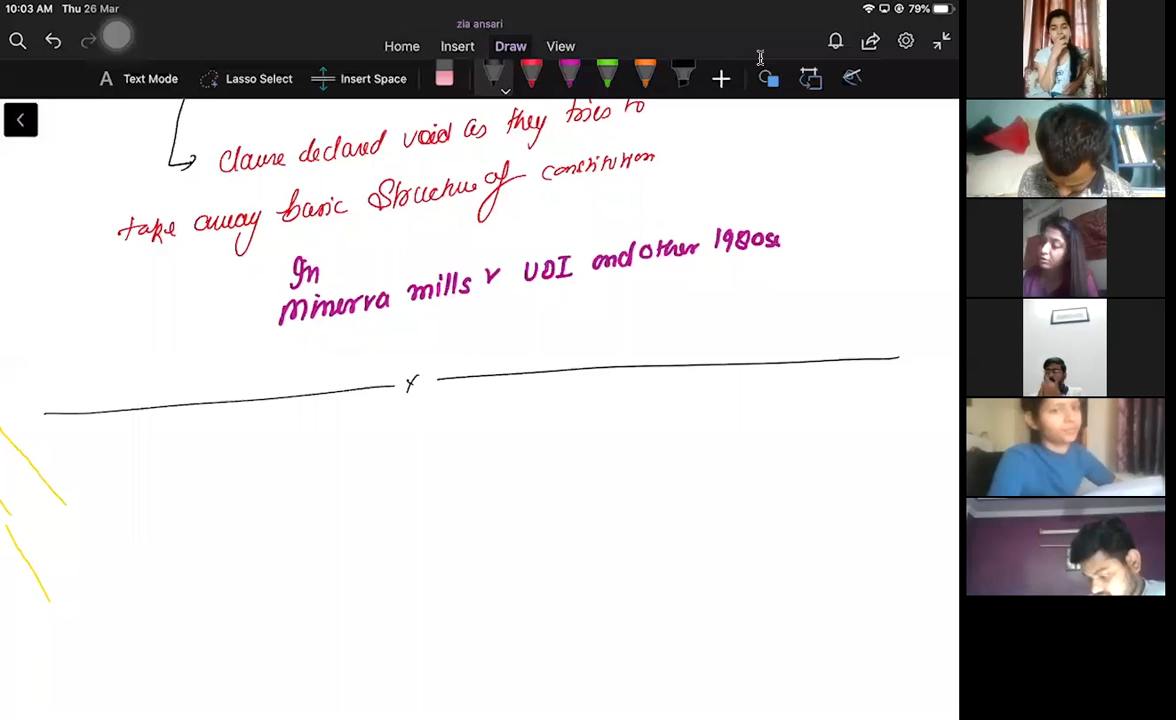 10:03 AM Thu 26 Mar
79%
zia ansari
Home Insert Draw View
Text Mode Lasso Select Insert Space
Clause declared void as they tries to
take away basic Structure of constitution
In
Minerva mills v UOI and other 1980sc
x